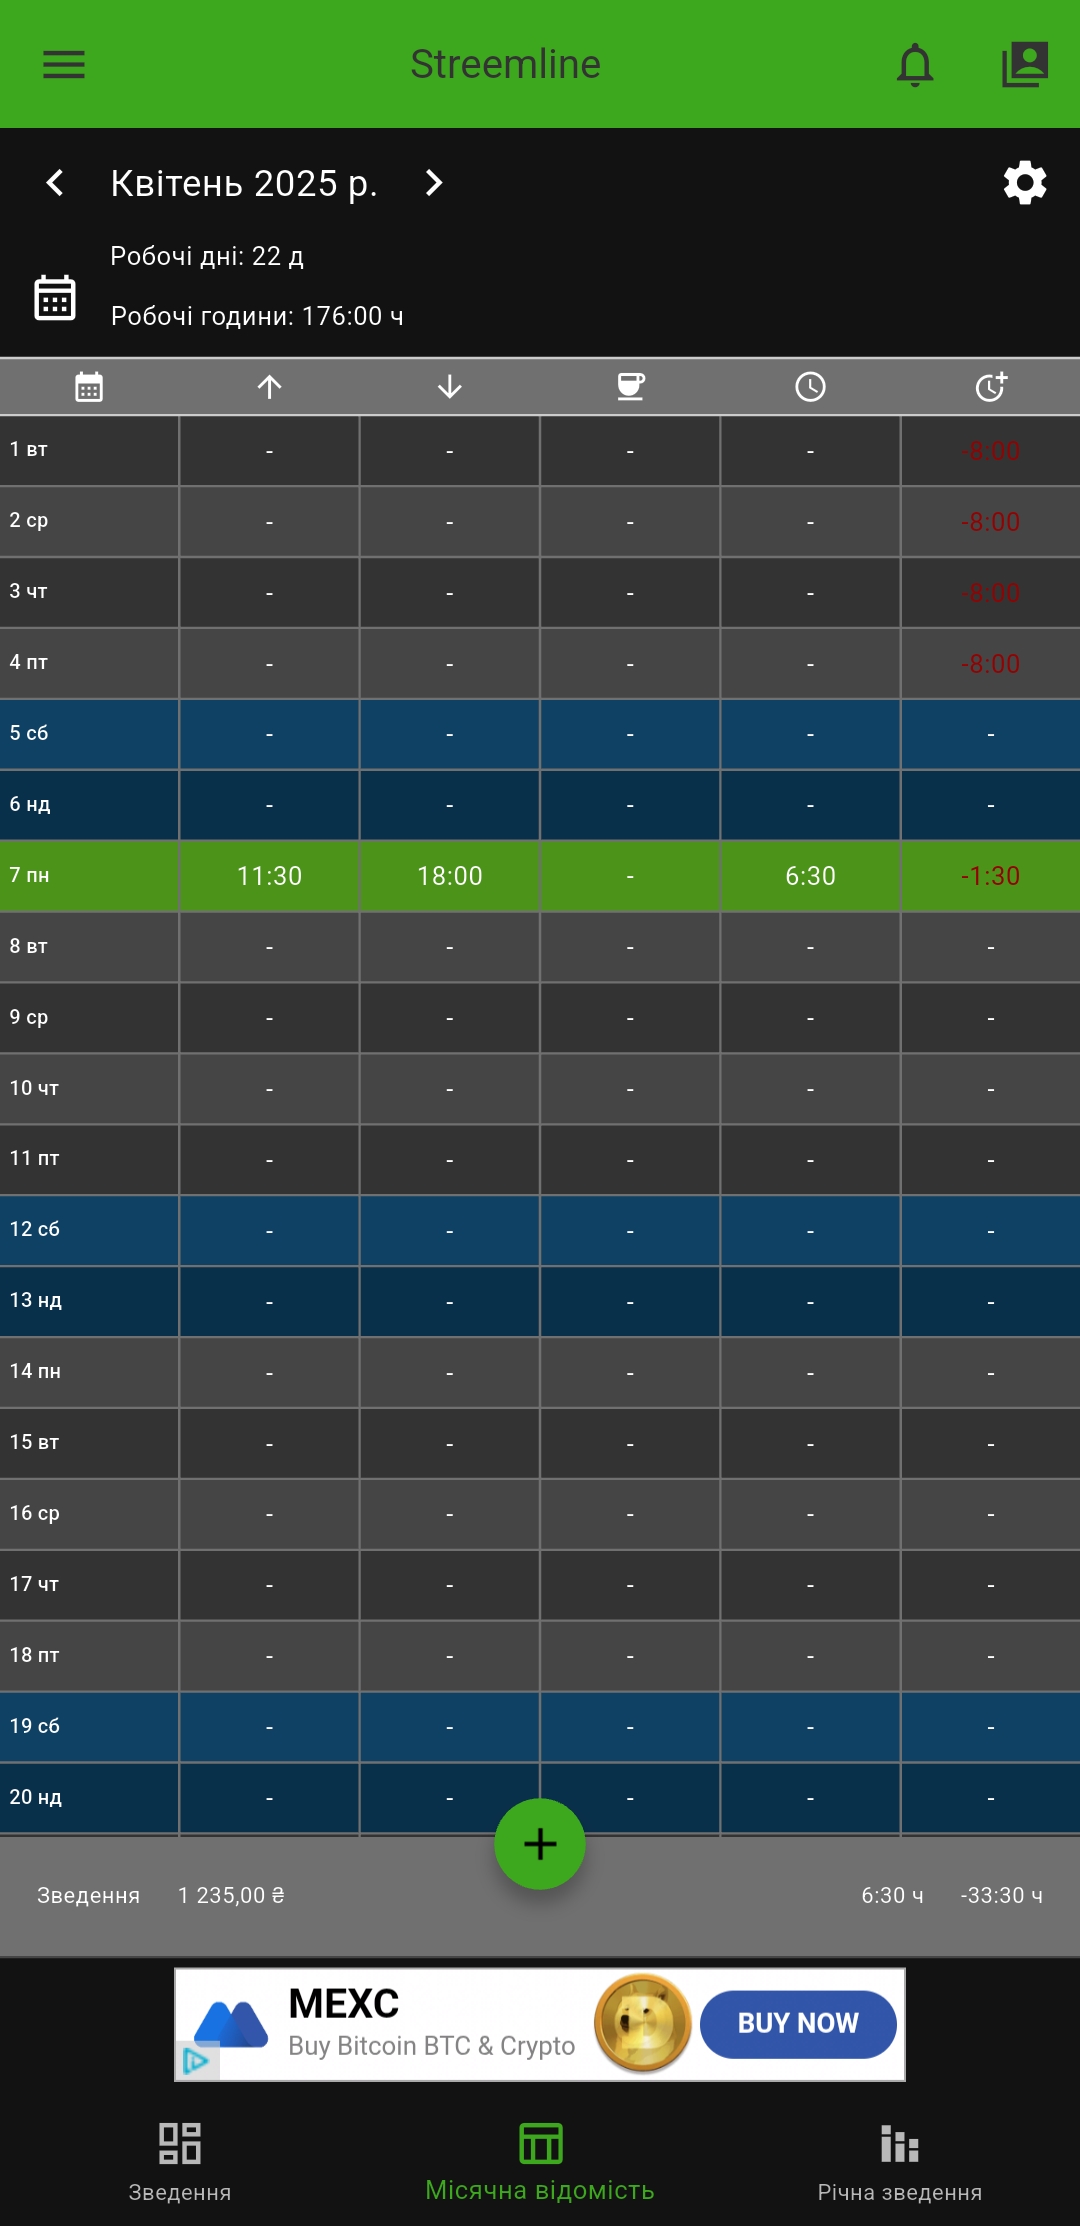 Streemline
Квітень 2025 р.
Робочі дні: 22 д
Робочі години: 176:00 ч
1 вт - - - - -8:00
2 ср - - - - -8:00
3 чт - - - - -8:00
4 пт - - - - -8:00
5 сб - - - - -
6 нд - - - - -
7 пн 11:30 18:00 - 6:30 -1:30
8 вт - - - - -
9 ср - - - - -
10 чт - - - - -
11 пт - - - - -
12 сб - - - - -
13 нд - - - - -
14 пн - - - - -
15 вт - - - - -
16 ср - - - - -
17 чт - - - - -
18 пт - - - - -
19 сб - - - - -
20 нд - - - - -
Зведення 1 235,00 ₴ 6:30 ч -33:30 ч
MEXC
Buy Bitcoin BTC & Crypto
BUY NOW
Зведення Місячна відомість Річна зведення